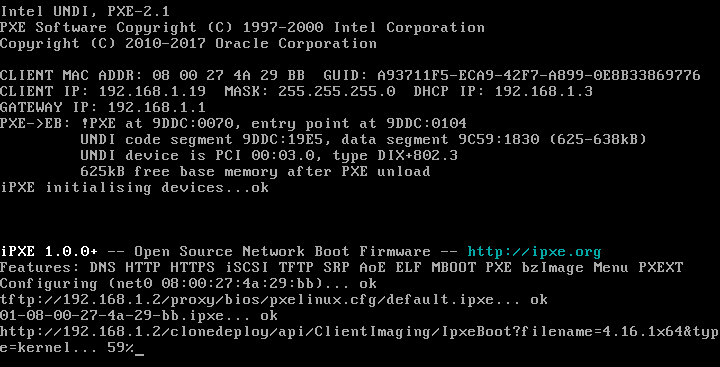 Intel UNDI, PXE-2.1
PXE Software Copyright (C) 1997-2000 Intel Corporation
Copyright (C) 2010-2017 Oracle Corporation
CLIENT MAC ADDR: 08 00 27 4A 29 BB  GUID: A93711F5-ECA9-42F7-A899-0E8B33869776
CLIENT IP: 192.168.1.19  MASK: 255.255.255.0  DHCP IP: 192.168.1.3
GATEWAY IP: 192.168.1.1
PXE->EB: !PXE at 9DDC:0070, entry point at 9DDC:0104
UNDI code segment 9DDC:19E5, data segment 9C59:1830 (625-638kB)
UNDI device is PCI 00:03.0, type DIX+802.3
625kB free base memory after PXE unload
iPXE initialising devices...ok
iPXE 1.0.0+ -- Open Source Network Boot Firmware -- http://ipxe.org
Features: DNS HTTP HTTPS iSCSI TFTP SRP AoE ELF MBOOT PXE bzImage Menu PXEXT
Configuring (net0 08:00:27:4a:29:bb)... ok
tftp://192.168.1.2/proxy/bios/pxelinux.cfg/default.ipxe... ok
01-08-00-27-4a-29-bb.ipxe... ok
http://192.168.1.2/clonedeploy/api/ClientImaging/IpxeBoot?filename=4.16.1x64&typ
e=kernel... 59%_